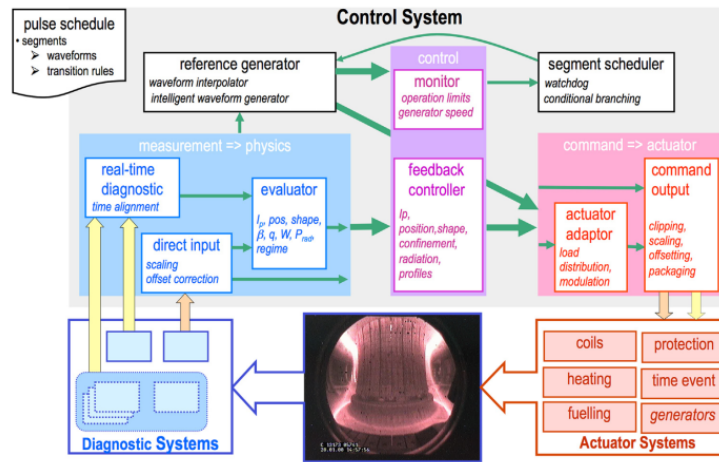 Control System
pulse schedule
• segments
➢ waveforms
➢ transition rules
reference generator
waveform interpolator
intelligent waveform generator
control
monitor
operation limits
generator speed
segment scheduler
watchdog
conditional branching
measurement => physics
real-time
diagnostic
time alignment
evaluator
Ip, pos, shape,
β, q, W, Prad,
regime
direct input
scaling
offset correction
feedback
controller
Ip,
position,shape,
confinement,
radiation,
profiles
command => actuator
actuator
adaptor
load
distribution,
modulation
command
output
clipping,
scaling,
offsetting,
packaging
Diagnostic Systems
coils
protection
heating
time event
fuelling
generators
Actuator Systems